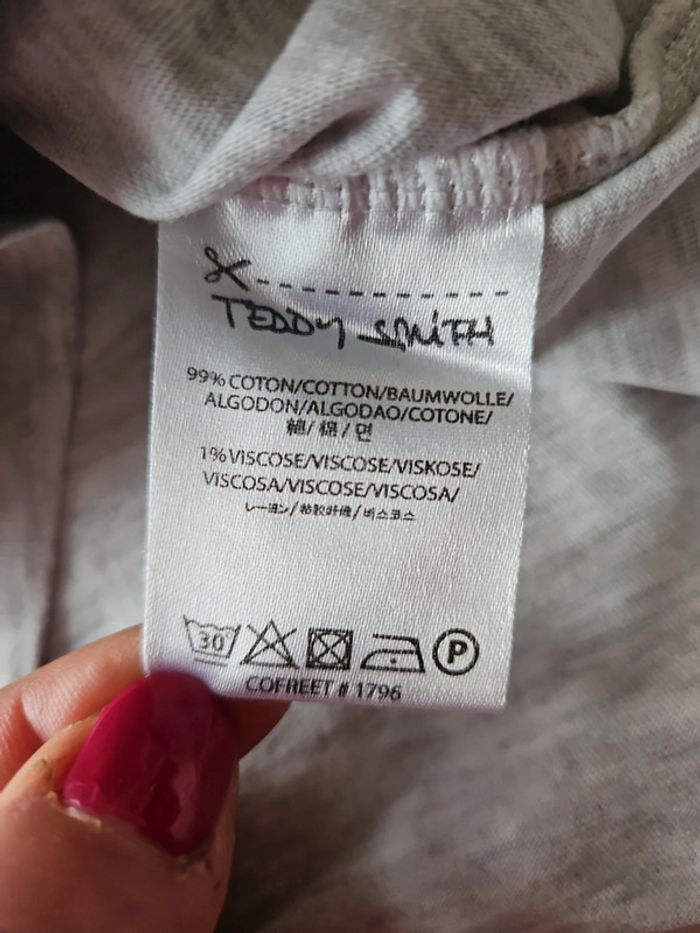 TEDDY SMITH
99% COTON/COTTON/BAUMWOLLE/
ALGODON/ALGODAO/COTONE/
綿/ 棉 / 면
1% VISCOSE/VISCOSE/VISKOSE/
VISCOSA/VISCOSE/VISCOSA/
レーヨン/粘胶纤维/비스코스
30
P
COFREET # 1796